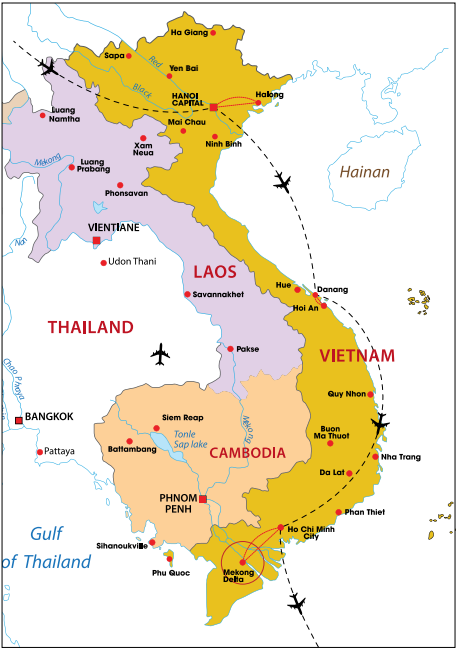 Ha Giang
Sapa
Red
Yen Bai
Black
HANOI
CAPITAL
Halong
Luang
Namtha
Mai Chau
Xam
Neua
Ninh Binh
Mekong
Luang
Prabang
Hainan
Phonsavan
VIENTIANE
Nan
Udon Thani
LAOS
Hue
Danang
Savannakhet
Hoi An
THAILAND
Pakse
VIETNAM
Chao Phaya
Quy Nhon
BANGKOK
Siem Reap
Mekong
Tonle
Sap lake
Buon
Ma Thuot
Battambang
CAMBODIA
Pattaya
Nha Trang
Da Lat
PHNOM
PENH
Phan Thiet
Gulf
of Thailand
Ho Chi Minh
City
Sihanoukville
Phu Quoc
Mekong
Delta